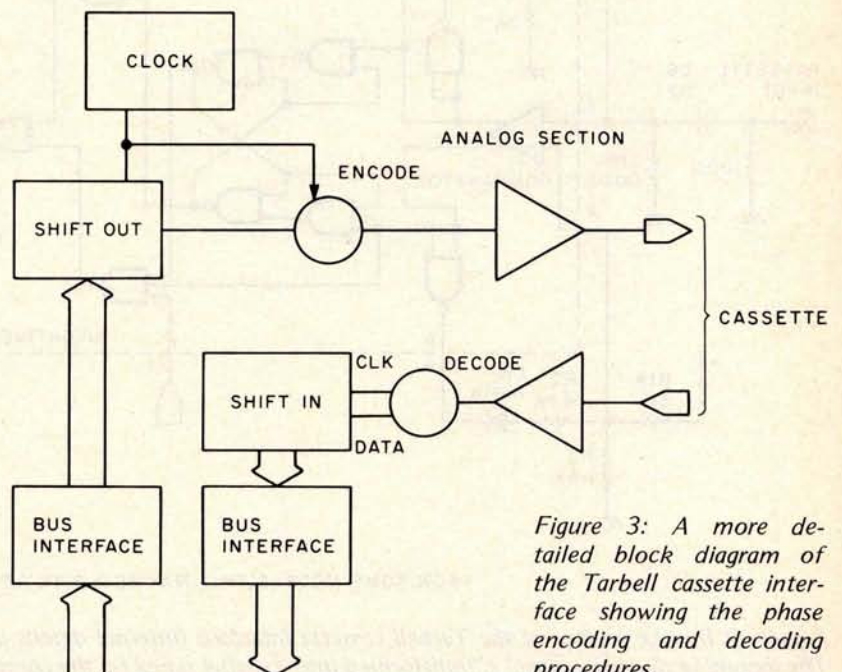 CLOCK
ANALOG SECTION
ENCODE
SHIFT OUT
CASSETTE
CLK
DECODE
SHIFT IN
DATA
BUS
INTERFACE
BUS
INTERFACE
Figure 3: A more de-
tailed block diagram of
the Tarbell cassette inter-
face showing the phase
encoding and decoding
procedures.